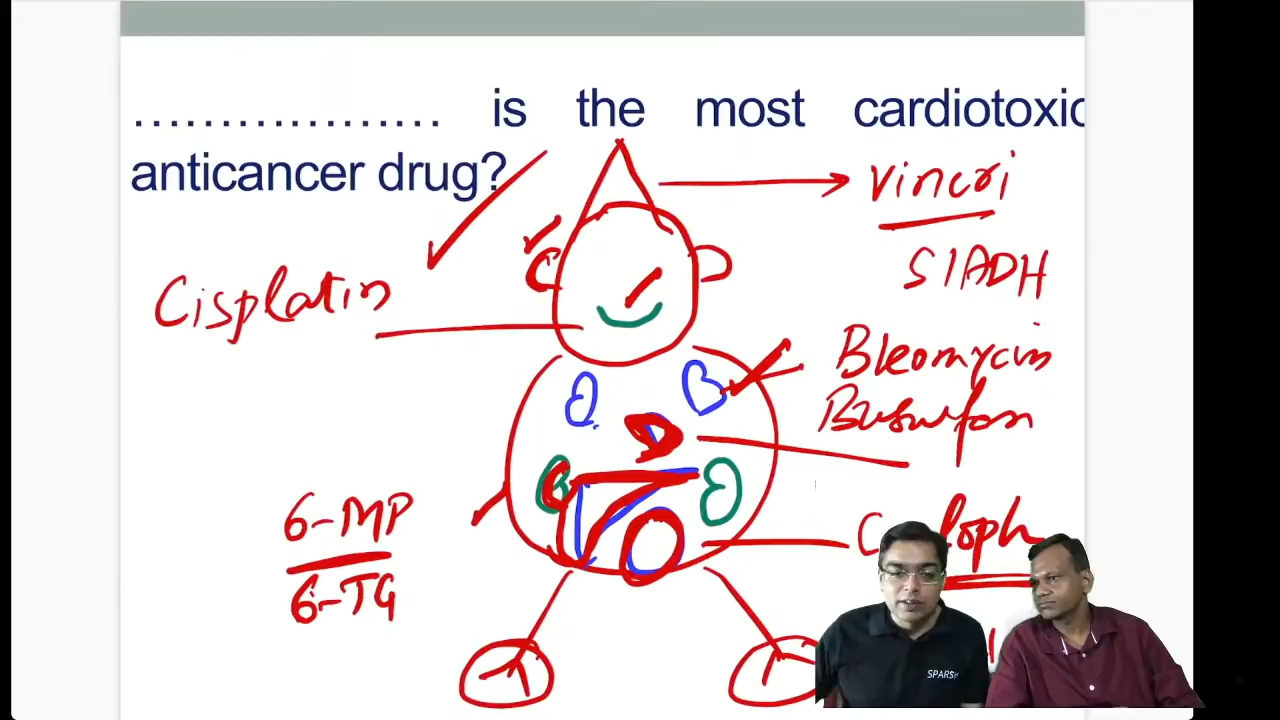 ……………… is the most cardiotoxic
anticancer drug?
Vincri
SIADH
Cisplatin
Bleomycin
Busulfan
6-MP
6-TG
SPARSH